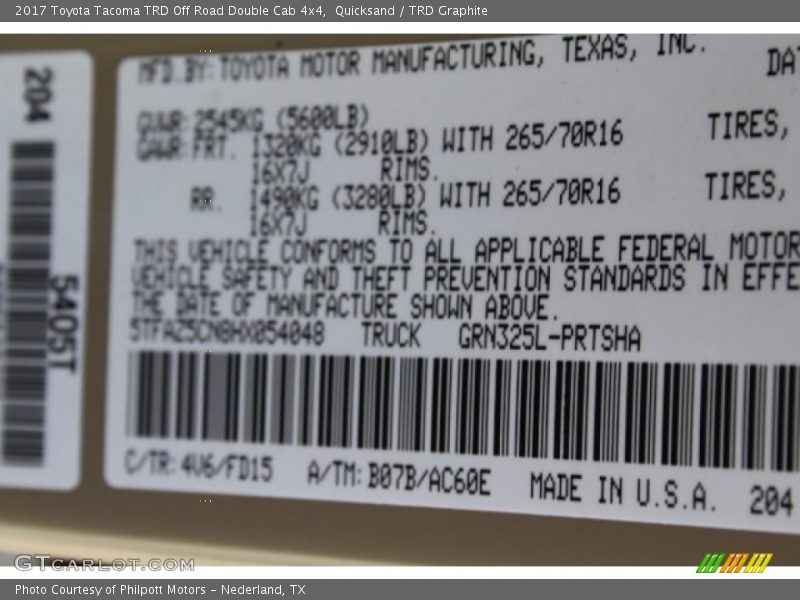 2017 Toyota Tacoma TRD Off Road Double Cab 4x4, Quicksand / TRD Graphite
204
5405T
MFD.BY:TOYOTA MOTOR MANUFACTURING, TEXAS, INC. DAT
GVWR 2545KG (5600LB)
GAWR FRT. 1320KG (2910LB) WITH 265/70R16 TIRES,
16X7J RIMS.
RR. 1490KG (3280LB) WITH 265/70R16 TIRES,
16X7J RIMS.
THIS VEHICLE CONFORMS TO ALL APPLICABLE FEDERAL MOTOR
VEHICLE SAFETY AND THEFT PREVENTION STANDARDS IN EFFE
THE DATE OF MANUFACTURE SHOWN ABOVE.
5TFAZ5CN8HX054048 TRUCK GRN325L-PRTSHA
C/TR:4V6/FD15 A/TM:B07B/AC60E MADE IN U.S.A. 204
GTCARLOT.COM
Photo Courtesy of Philpott Motors - Nederland, TX